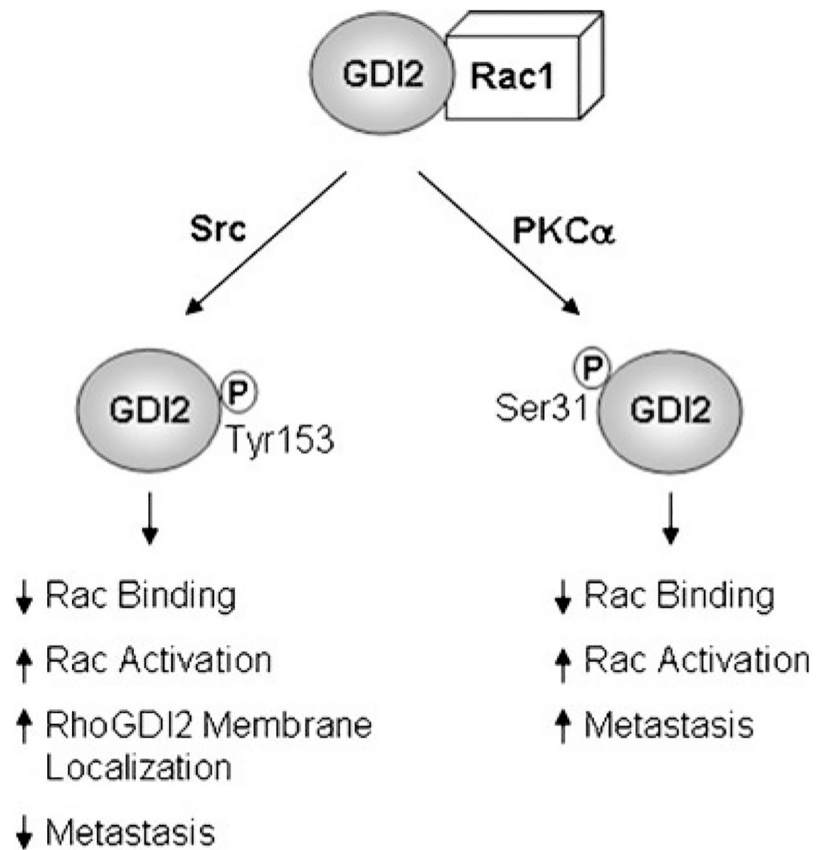 GDI2 Rac1
Src PKCα
GDI2 P
Tyr153
P
Ser31 GDI2
↓ Rac Binding
↑ Rac Activation
↑ RhoGDI2 Membrane
Localization
↓ Metastasis
↓ Rac Binding
↑ Rac Activation
↑ Metastasis